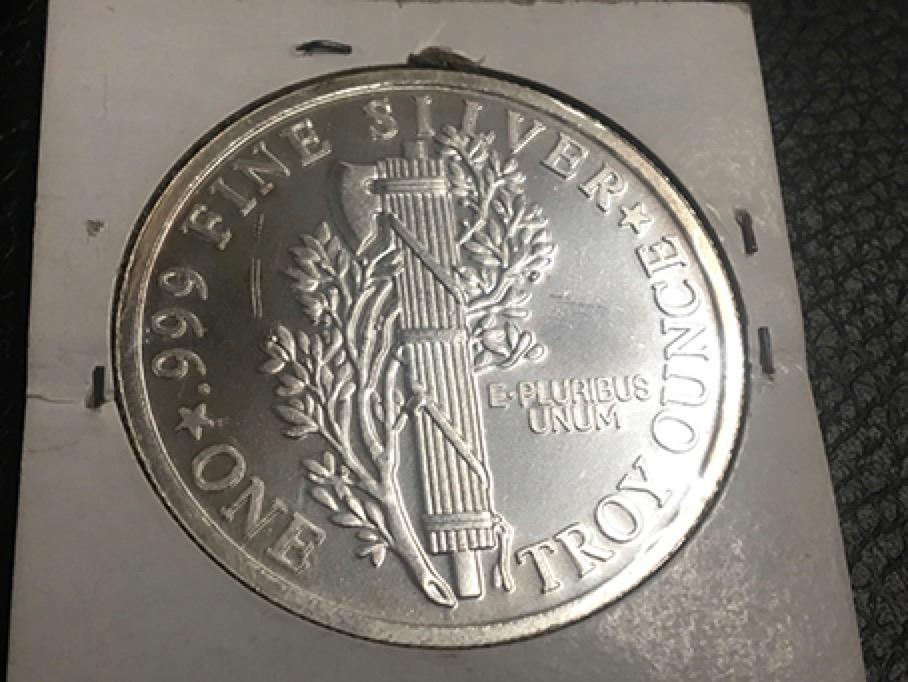 .999 FINE SILVER
★ ONE TROY OUNCE ★
E·PLURIBUS
UNUM